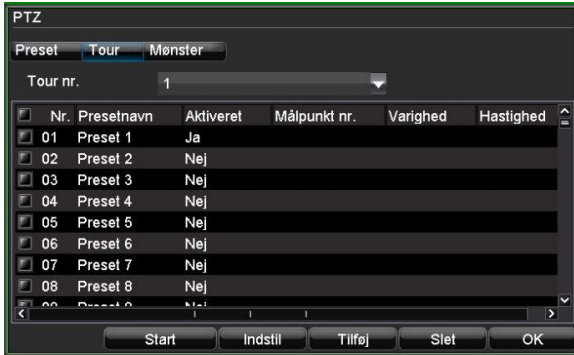 PTZ
Preset Tour Mønster
Tour nr. 1
Nr. Presetnavn Aktiveret Målpunkt nr. Varighed Hastighed
01 Preset 1 Ja
02 Preset 2 Nej
03 Preset 3 Nej
04 Preset 4 Nej
05 Preset 5 Nej
06 Preset 6 Nej
07 Preset 7 Nej
08 Preset 8 Nej
Start Indstil Tilføj Slet OK